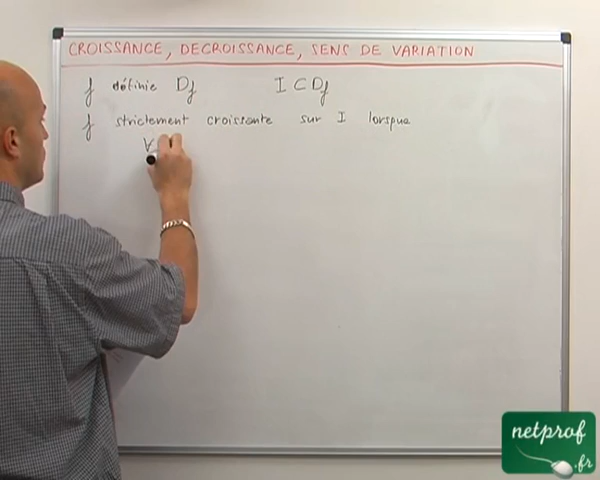 CROISSANCE, DECROISSANCE, SENS DE VARIATION
f définie Df I ⊂ Df
f strictement croissante sur I lorsque
∀
netprof
.fr